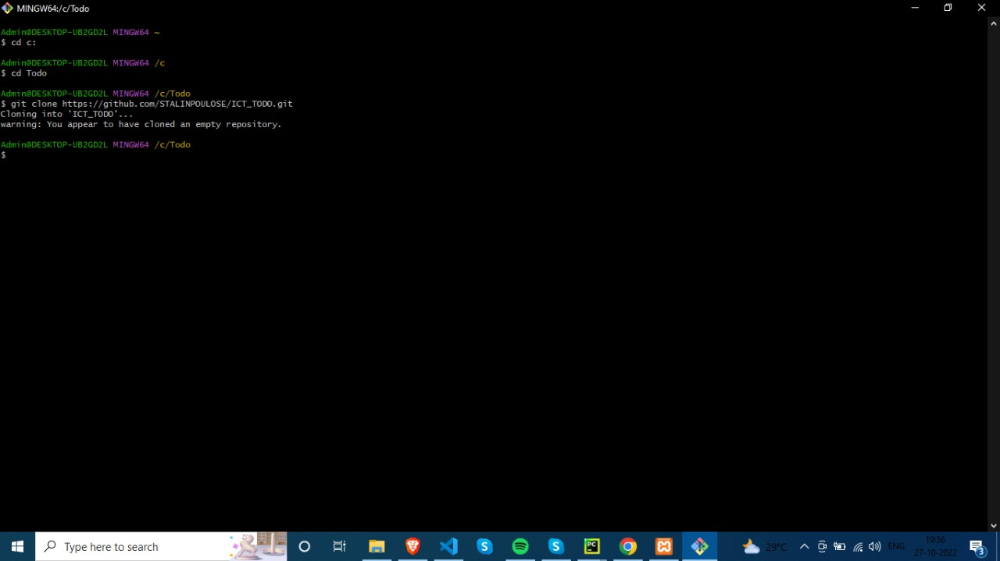 MINGW64:/c/Todo
Admin@DESKTOP-UB2GD2L MINGW64 ~
$ cd c:
Admin@DESKTOP-UB2GD2L MINGW64 /c
$ cd Todo
Admin@DESKTOP-UB2GD2L MINGW64 /c/Todo
$ git clone https://github.com/STALINPOULOSE/ICT_TODO.git
Cloning into 'ICT_TODO'...
warning: You appear to have cloned an empty repository.
Admin@DESKTOP-UB2GD2L MINGW64 /c/Todo
$
Type here to search
PC
29°C
ENG
19:56
27-10-2022
3